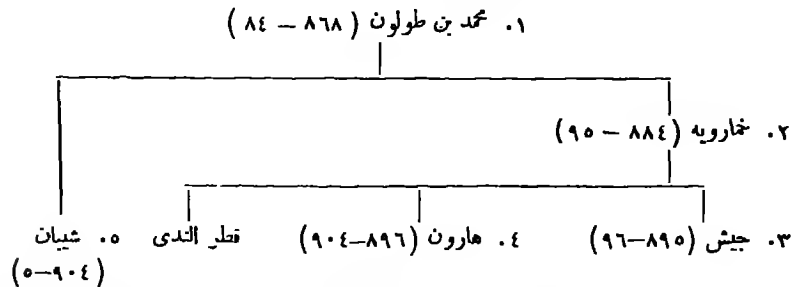 ١. محمد بن طولون (٨٦٨ – ٨٤)
٢. خمارويه (٨٨٤ – ٩٥)
٣. جيش (٨٩٥–٩٦) ٤. هارون (٨٩٦–٩٠٤) قطر الندى ٥. شيبان
(٩٠٤–٥)